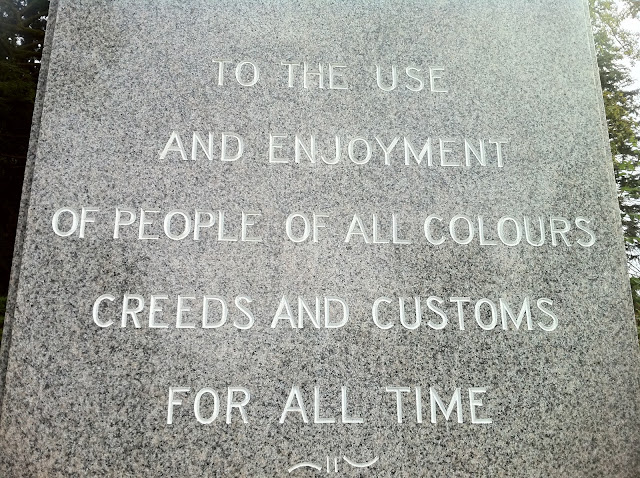 TO THE USE
AND ENJOYMENT
OF PEOPLE OF ALL COLOURS
CREEDS AND CUSTOMS
FOR ALL TIME